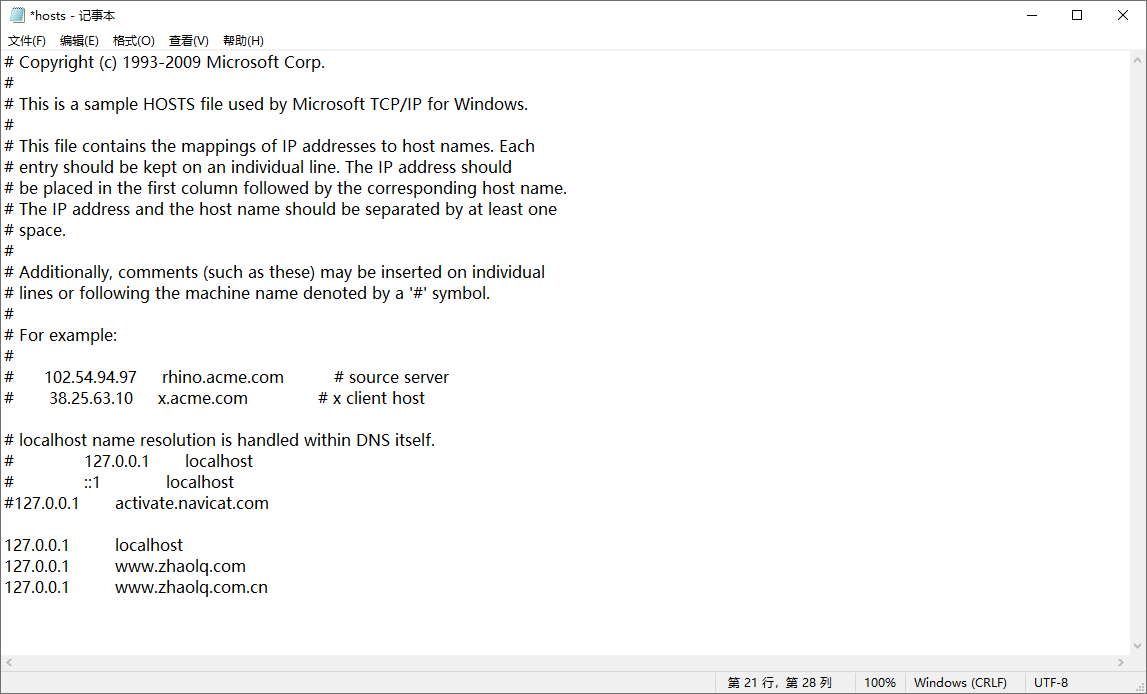 *hosts - 记事本
文件(F) 编辑(E) 格式(O) 查看(V) 帮助(H)
# Copyright (c) 1993-2009 Microsoft Corp.
#
# This is a sample HOSTS file used by Microsoft TCP/IP for Windows.
#
# This file contains the mappings of IP addresses to host names. Each
# entry should be kept on an individual line. The IP address should
# be placed in the first column followed by the corresponding host name.
# The IP address and the host name should be separated by at least one
# space.
#
# Additionally, comments (such as these) may be inserted on individual
# lines or following the machine name denoted by a '#' symbol.
#
# For example:
#
#      102.54.94.97     rhino.acme.com          # source server
#       38.25.63.10     x.acme.com              # x client host

# localhost name resolution is handled within DNS itself.
#	127.0.0.1       localhost
#	::1             localhost
#127.0.0.1	activate.navicat.com

127.0.0.1	localhost
127.0.0.1	www.zhaolq.com
127.0.0.1	www.zhaolq.com.cn
第 21 行，第 28 列 100% Windows (CRLF) UTF-8